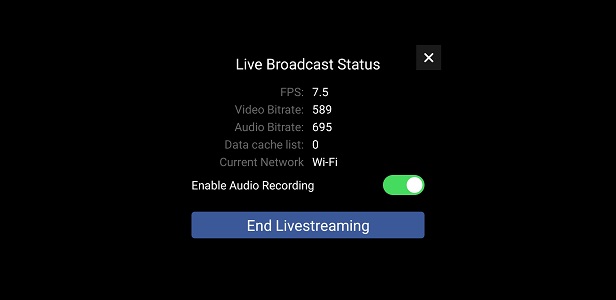 Live Broadcast Status
FPS: 7.5
Video Bitrate: 589
Audio Bitrate: 695
Data cache list: 0
Current Network Wi-Fi
Enable Audio Recording
End Livestreaming